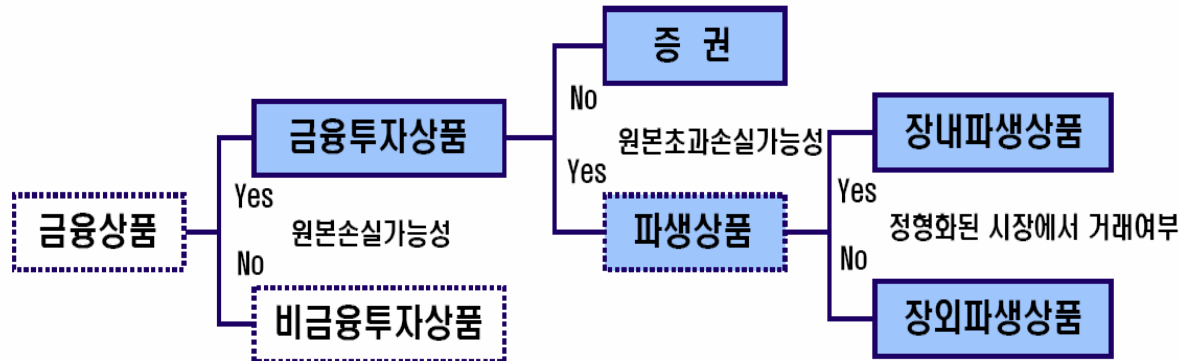 증 권
No
금융투자상품
원본초과손실가능성
장내파생상품
Yes
Yes
Yes
금융상품
원본손실가능성
파생상품
정형화된 시장에서 거래여부
No
No
비금융투자상품
장외파생상품